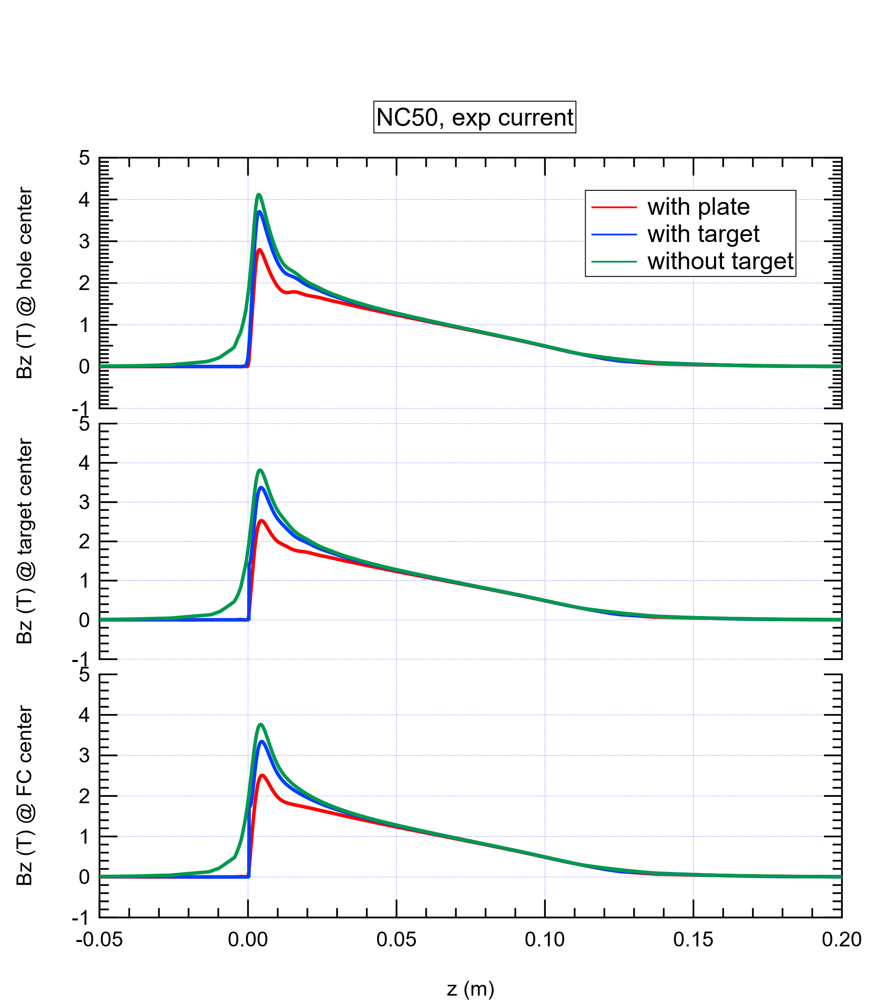 NC50, exp current
Bz (T) @ hole center
5
4
3
2
1
0
-1
with plate
with target
without target
Bz (T) @ target center
5
4
3
2
1
0
-1
Bz (T) @ FC center
5
4
3
2
1
0
-1
-0.05 0.00 0.05 0.10 0.15 0.20
z (m)